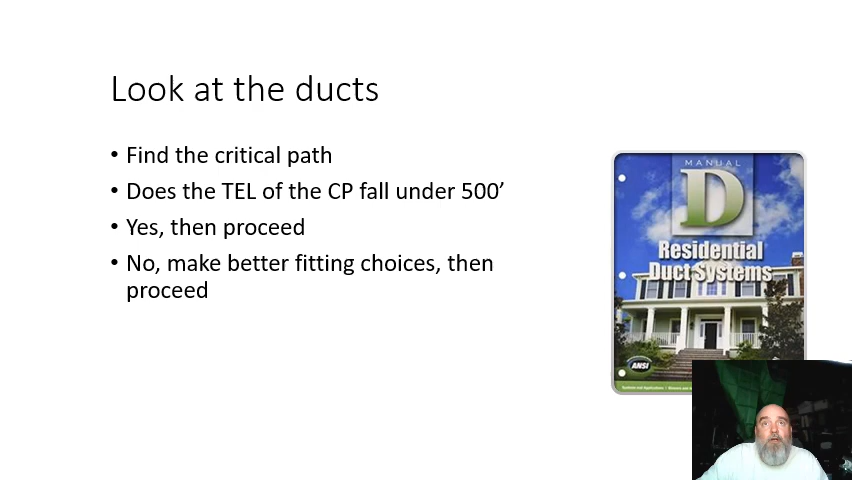 Look at the ducts
• Find the critical path
• Does the TEL of the CP fall under 500’
• Yes, then proceed
• No, make better fitting choices, then
proceed
MANUAL
D
Residential
Duct Systems
ANSI